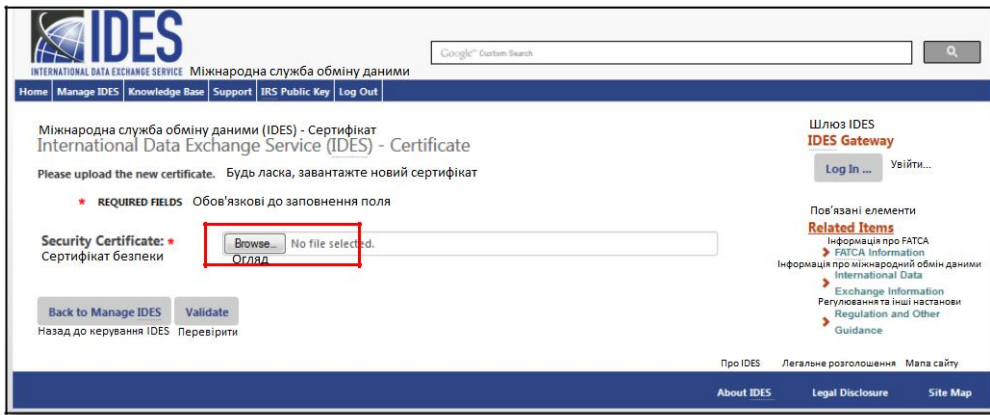 IDES
INTERNATIONAL DATA EXCHANGE SERVICE Міжнародна служба обміну даними
Google™ Custom Search
Home Manage IDES Knowledge Base Support IRS Public Key Log Out
Міжнародна служба обміну даними (IDES) - Сертифікат
International Data Exchange Service (IDES) - Certificate
Please upload the new certificate. Будь ласка, завантажте новий сертифікат
* REQUIRED FIELDS Обов'язкові до заповнення поля
Security Certificate: * Browse... No file selected.
Сертифікат безпеки Огляд
Back to Manage IDES Validate
Назад до керування IDES Перевірити
Шлюз IDES
IDES Gateway
Log In ... Увійти...
Пов'язані елементи
Related Items
Інформація про FATCA
FATCA Information
Інформація про міжнародний обмін даними
International Data
Exchange Information
Регулювання та інші настанови
Regulation and Other
Guidance
Про IDES Легальне розголошення Мапа сайту
About IDES Legal Disclosure Site Map